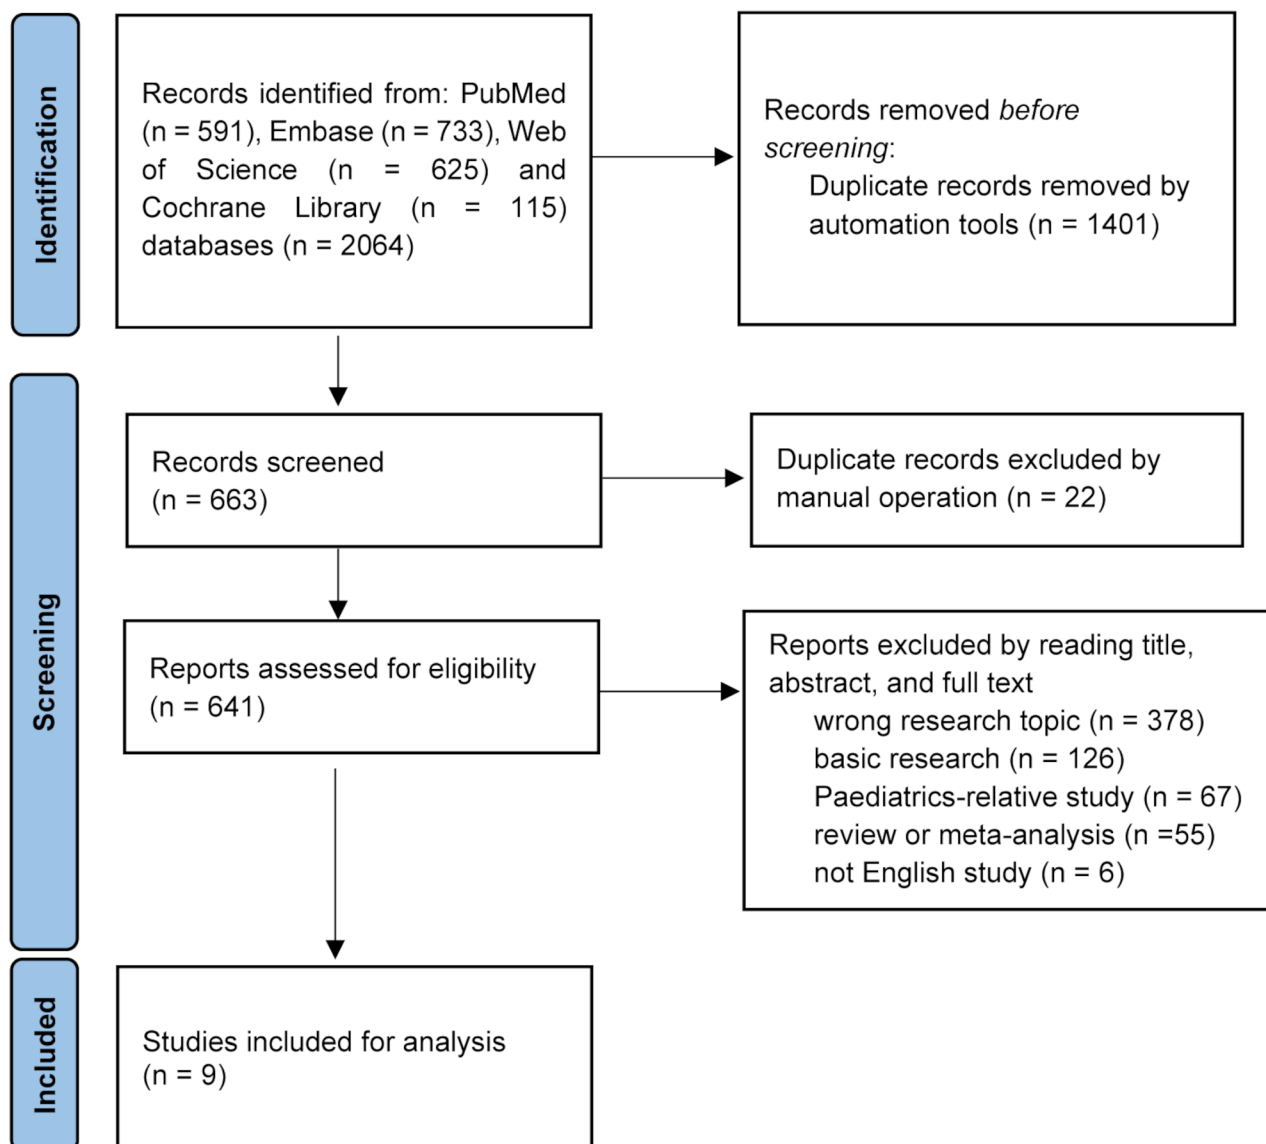 Identification
Records identified from: PubMed
(n = 591), Embase (n = 733), Web
of Science (n = 625) and
Cochrane Library (n = 115)
databases (n = 2064)
Records removed before
screening:
Duplicate records removed by
automation tools (n = 1401)
Screening
Records screened
(n = 663)
Duplicate records excluded by
manual operation (n = 22)
Reports assessed for eligibility
(n = 641)
Reports excluded by reading title,
abstract, and full text
wrong research topic (n = 378)
basic research (n = 126)
Paediatrics-relative study (n = 67)
review or meta-analysis (n =55)
not English study (n = 6)
Included
Studies included for analysis
(n = 9)